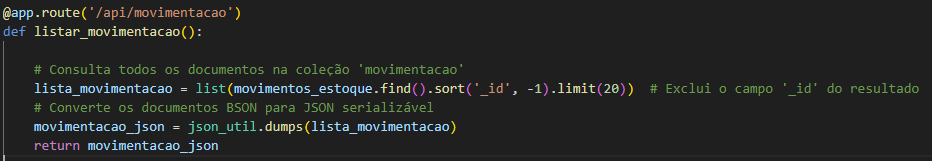 @app.route('/api/movimentacao')
def listar_movimentacao():
# Consulta todos os documentos na coleção 'movimentacao'
lista_movimentacao = list(movimentos_estoque.find().sort('_id', -1).limit(20))  # Exclui o campo '_id' do resultado
# Converte os documentos BSON para JSON serializável
movimentacao_json = json_util.dumps(lista_movimentacao)
return movimentacao_json